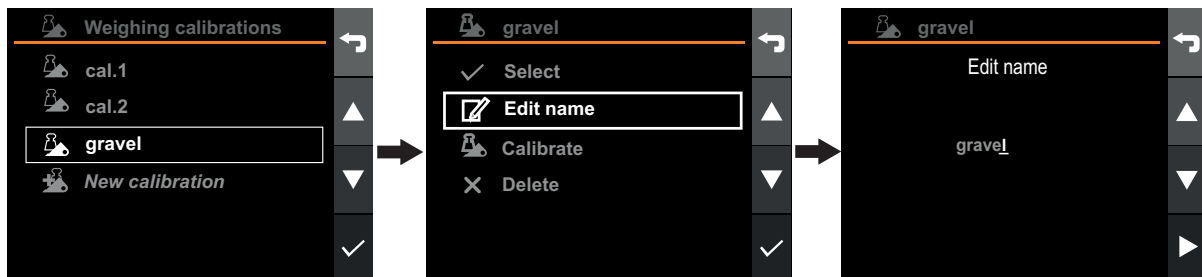 Weighing calibrations
cal.1
cal.2
gravel
New calibration
gravel
Select
Edit name
Calibrate
Delete
gravel
Edit name
gravel